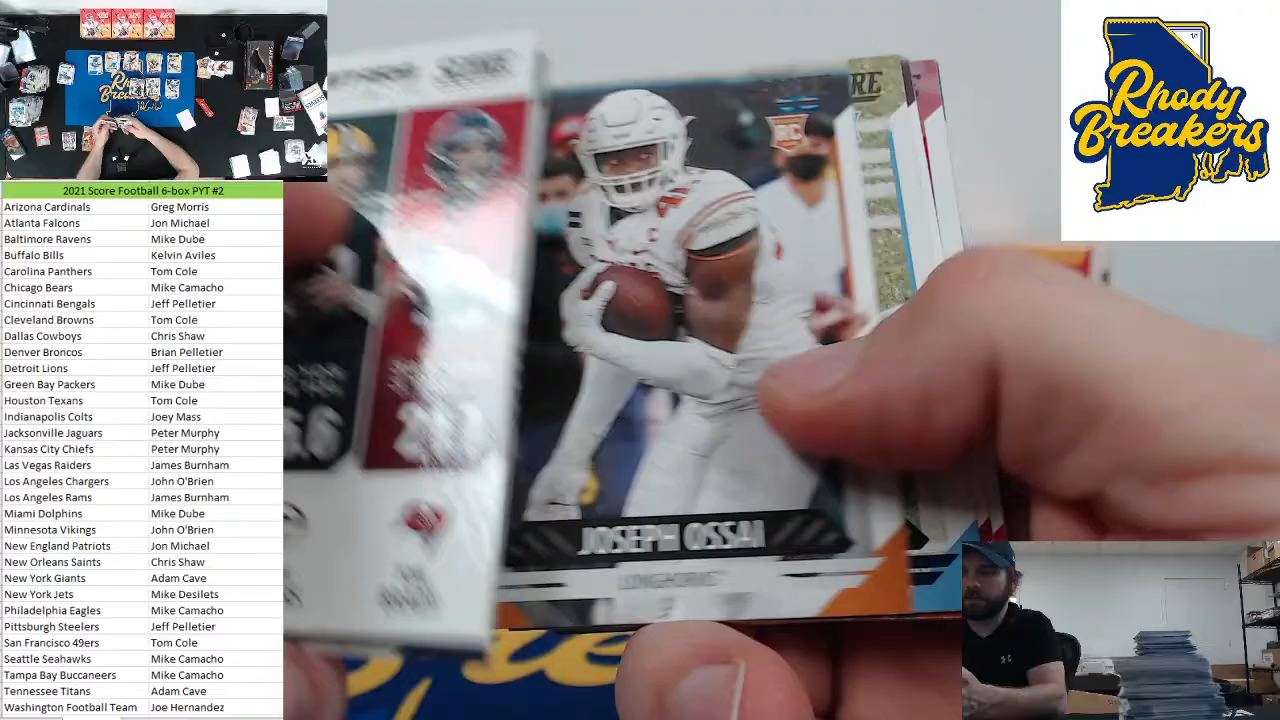 2021 Score Football 6-box PYT #2
Arizona Cardinals Greg Morris
Atlanta Falcons Jon Michael
Baltimore Ravens Mike Dube
Buffalo Bills Kelvin Aviles
Carolina Panthers Tom Cole
Chicago Bears Mike Camacho
Cincinnati Bengals Jeff Pelletier
Cleveland Browns Tom Cole
Dallas Cowboys Chris Shaw
Denver Broncos Brian Pelletier
Detroit Lions Jeff Pelletier
Green Bay Packers Mike Dube
Houston Texans Tom Cole
Indianapolis Colts Joey Mass
Jacksonville Jaguars Peter Murphy
Kansas City Chiefs Peter Murphy
Las Vegas Raiders James Burnham
Los Angeles Chargers John O'Brien
Los Angeles Rams James Burnham
Miami Dolphins Mike Dube
Minnesota Vikings John O'Brien
New England Patriots Jon Michael
New Orleans Saints Chris Shaw
New York Giants Adam Cave
New York Jets Mike Desilets
Philadelphia Eagles Mike Camacho
Pittsburgh Steelers Jeff Pelletier
San Francisco 49ers Tom Cole
Seattle Seahawks Mike Camacho
Tampa Bay Buccaneers Mike Camacho
Tennessee Titans Adam Cave
Washington Football Team Joe Hernandez
SCORE
RC
JOSEPH OSSAI
LONGHORNS
1/1
Rhody
Breakers